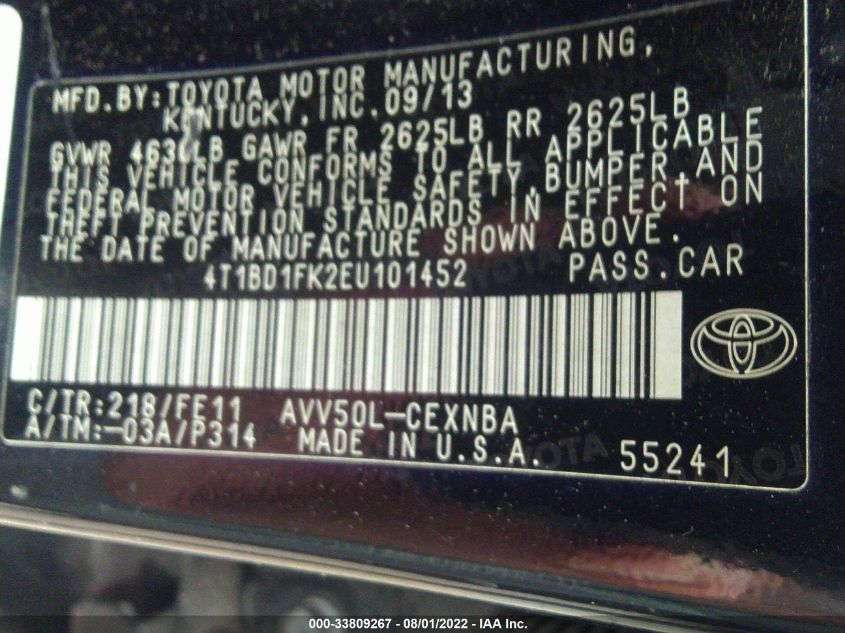 MFD.BY:TOYOTA MOTOR MANUFACTURING,
KENTUCKY, INC.09/13
GVWR LB GAWR FR 2625LB RR 2625LB
THIS VEHICLE CONFORMS TO ALL APPLICABLE
FEDERAL MOTOR VEHICLE SAFETY,BUMPER,AND
THEFT PREVENTION STANDARDS IN EFFECT ON
THE DATE OF MANUFACTURE SHOWN ABOVE.
4T1BD1FK2EU101452 PASS.CAR
C/TR:218/FE11 AVV50L-CEXNBA
A/TM:-03A/P314 MADE IN U.S.A. 55241
000-33809267 - 08/01/2022 - IAA Inc.